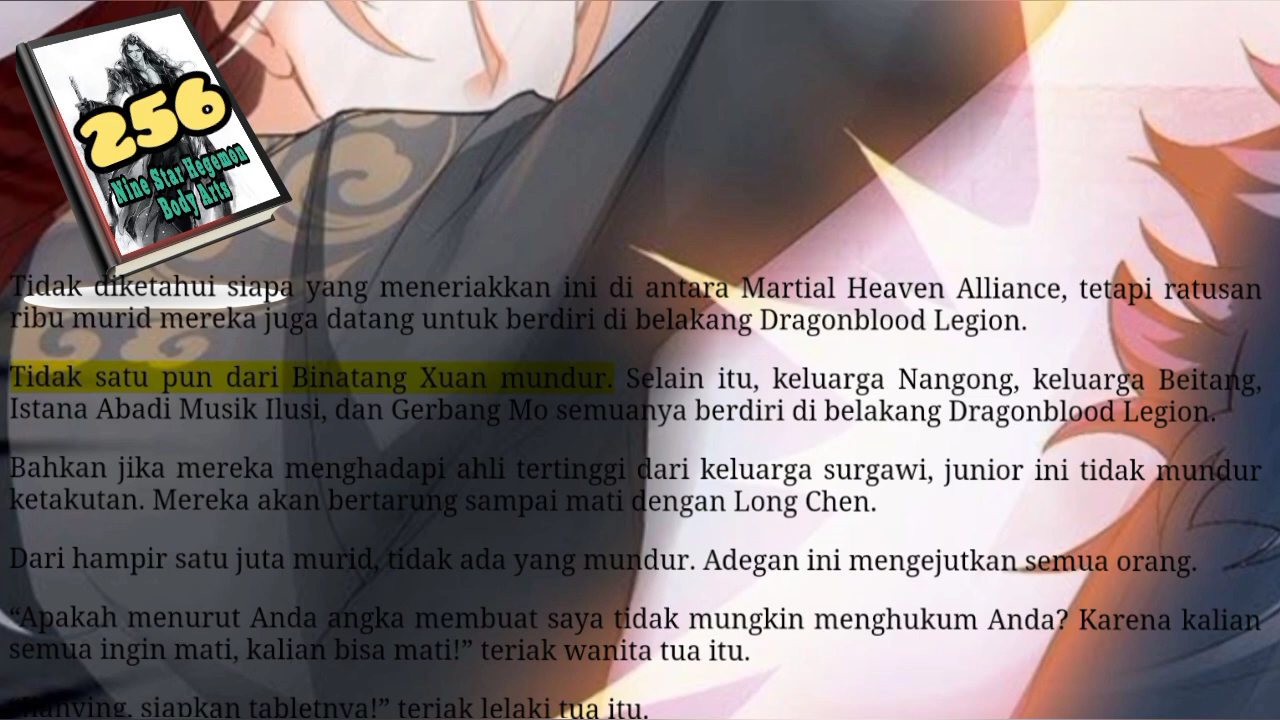 256
Nine Star Hegemon
Body Arts
Tidak diketahui siapa yang meneriakkan ini di antara Martial Heaven Alliance, tetapi ratusan
ribu murid mereka juga datang untuk berdiri di belakang Dragonblood Legion.
Tidak satu pun dari Binatang Xuan mundur. Selain itu, keluarga Nangong, keluarga Beitang,
Istana Abadi Musik Ilusi, dan Gerbang Mo semuanya berdiri di belakang Dragonblood Legion.
Bahkan jika mereka menghadapi ahli tertinggi dari keluarga surgawi, junior ini tidak mundur
ketakutan. Mereka akan bertarung sampai mati dengan Long Chen.
Dari hampir satu juta murid, tidak ada yang mundur. Adegan ini mengejutkan semua orang.
“Apakah menurut Anda angka membuat saya tidak mungkin menghukum Anda? Karena kalian
semua ingin mati, kalian bisa mati!” teriak wanita tua itu.
siapkan tabletnya!” teriak lelaki tua itu.